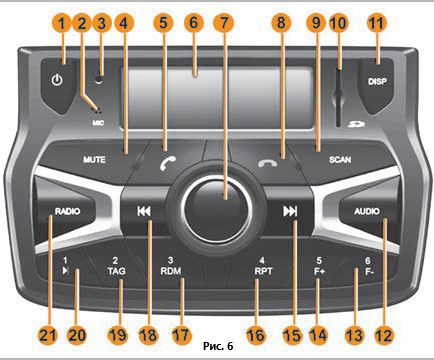 1 2 3 4 5 6 7 8 9 10 11
MIC
DISP
MUTE
SCAN
RADIO
AUDIO
1 2 3 4 5 6
TAG RDM RPT F+ F-
21 20 19 18 17 16 15 14 13 12
Рис. 6